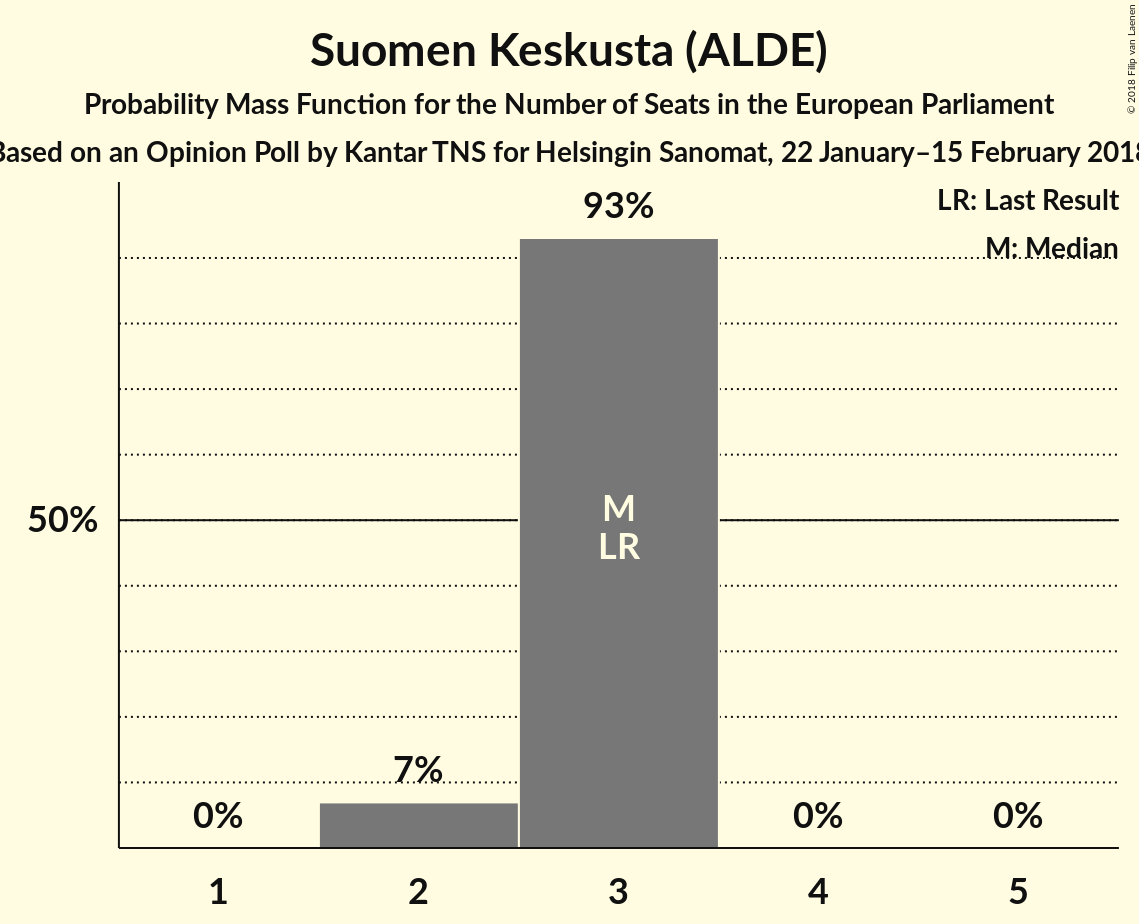 Suomen Keskusta (ALDE)
Probability Mass Function for the Number of Seats in the European Parliament
Based on an Opinion Poll by Kantar TNS for Helsingin Sanomat, 22 January–15 February 2018
© 2018 Filip van Laenen
LR: Last Result
M: Median
93%
50%
M
LR
7%
0%
0%
0%
1
2
3
4
5